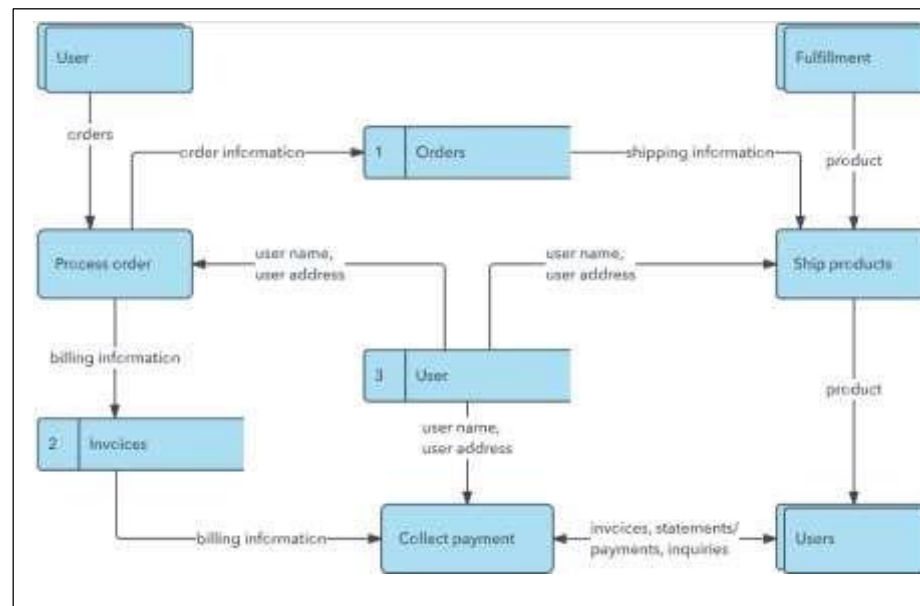 User
Fulfillment
orders
order information
1 Orders
shipping information
product
Process order
user name,
user address
user name,
user address
Ship products
billing information
3 User
product
2 Invoices
user name,
user address
billing information
Collect payment
invoices, statements/
payments, inquiries
Users